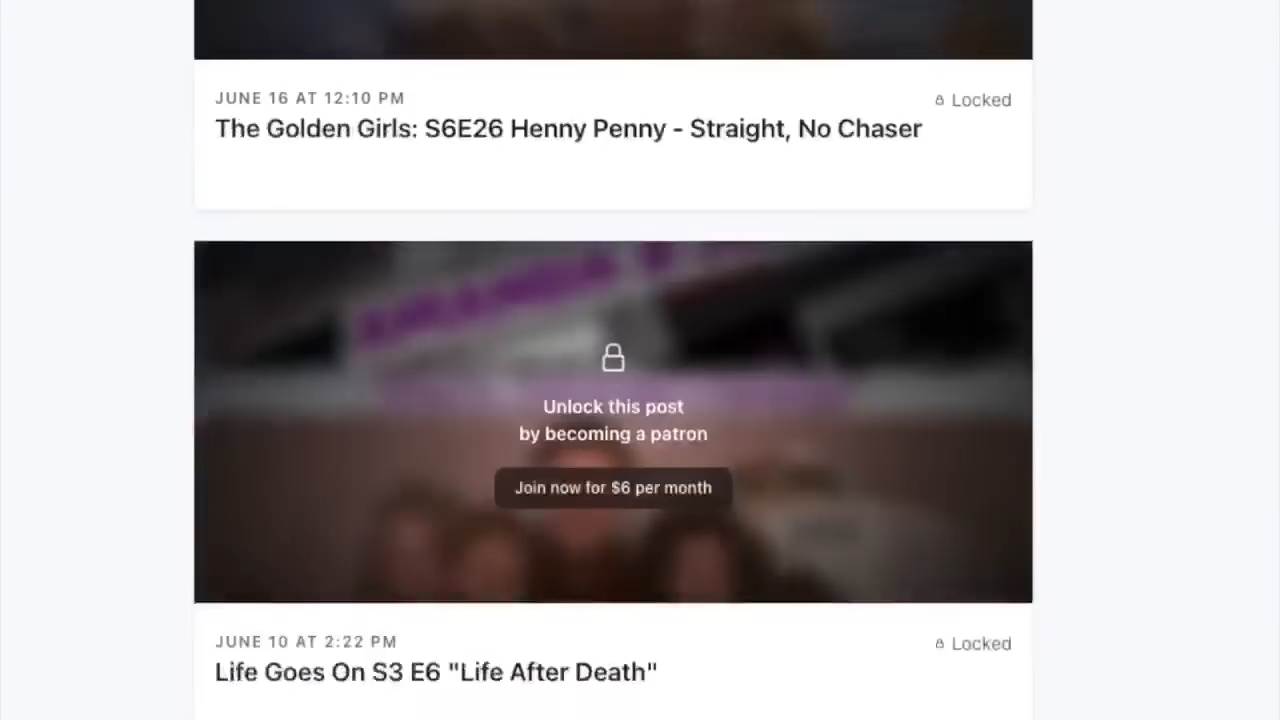 JUNE 16 AT 12:10 PM
Locked
The Golden Girls: S6E26 Henny Penny - Straight, No Chaser
Unlock this post
by becoming a patron
Join now for $6 per month
JUNE 10 AT 2:22 PM
Locked
Life Goes On S3 E6 "Life After Death"